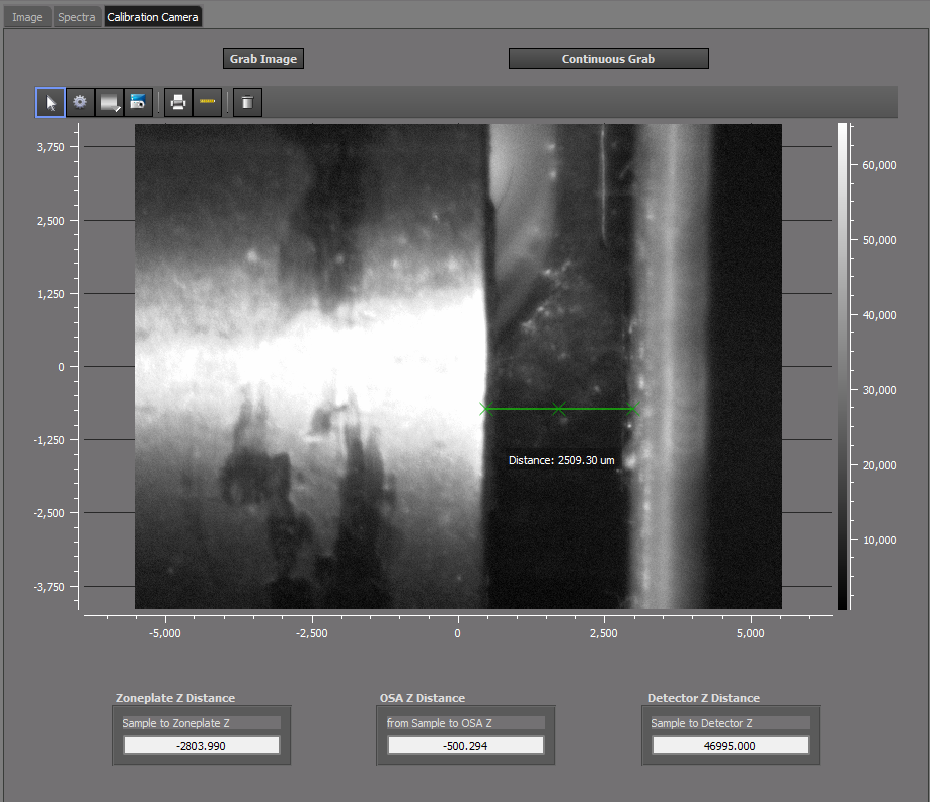 Image Spectra Calibration Camera
Grab Image Continuous Grab
3,750
2,500
1,250
0
-1,250
-2,500
-3,750
60,000
50,000
40,000
30,000
20,000
10,000
Distance: 2509.30 um
-5,000 -2,500 0 2,500 5,000
Zoneplate Z Distance OSA Z Distance Detector Z Distance
Sample to Zoneplate Z from Sample to OSA Z Sample to Detector Z
-2803.990 -500.294 46995.000